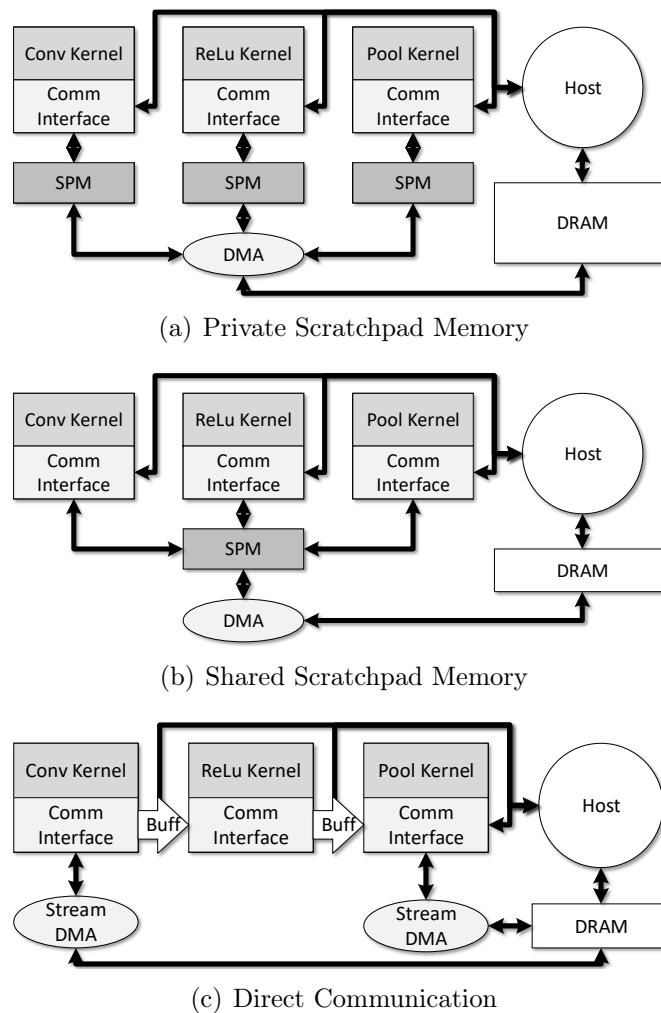 Conv Kernel
ReLu Kernel
Pool Kernel
Comm
Interface
Comm
Interface
Comm
Interface
Host
SPM
SPM
SPM
DMA
DRAM
(a) Private Scratchpad Memory
Conv Kernel
ReLu Kernel
Pool Kernel
Comm
Interface
Comm
Interface
Comm
Interface
Host
SPM
DRAM
DMA
(b) Shared Scratchpad Memory
Conv Kernel
ReLu Kernel
Pool Kernel
Comm
Interface
Buff
Comm
Interface
Buff
Comm
Interface
Host
Stream
DMA
Stream
DMA
DRAM
(c) Direct Communication